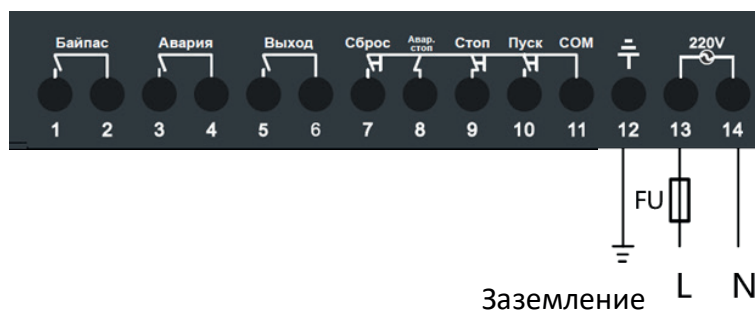 Байпас Авария Выход Сброс Авар. стоп Стоп Пуск COM 220V
1 2 3 4 5 6 7 8 9 10 11 12 13 14
FU
Заземление L N